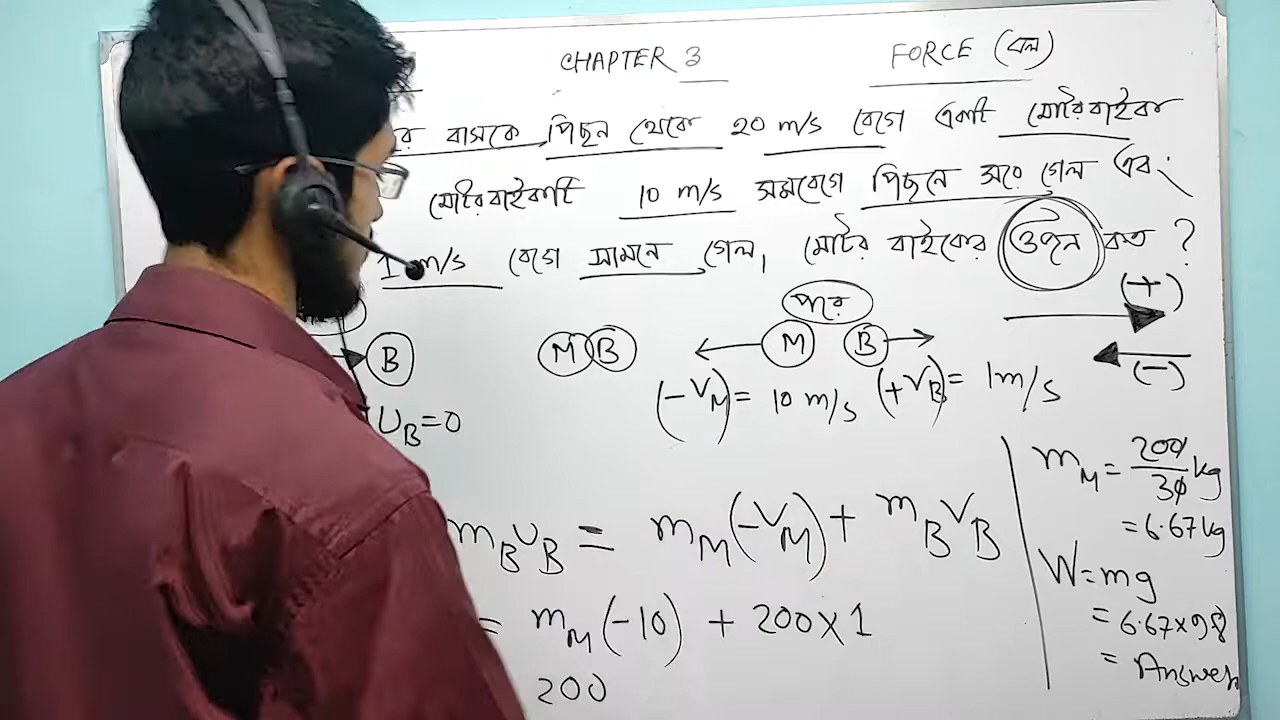 CHAPTER 3 FORCE (বল)
র বাসকে পিছন থেকে 20 m/s বেগে একটি মোটরবাইক
মোটরবাইকটি 10 m/s সমবেগে পিছনে সরে গেল এবং
1 m/s বেগে সামনে গেল, মোটর বাইকের ওজন কত ?
পরে (+)
B M B M B (-)
(-V_M) = 10 m/s (+V_B) = 1m/s
U_B = 0
m_B U_B = m_M (-V_M) + m_B V_B
= m_M (-10) + 200 × 1
200
m_M = 200/30 kg
= 6.67 kg
W = mg
= 6.67 × 9.8
= Answer